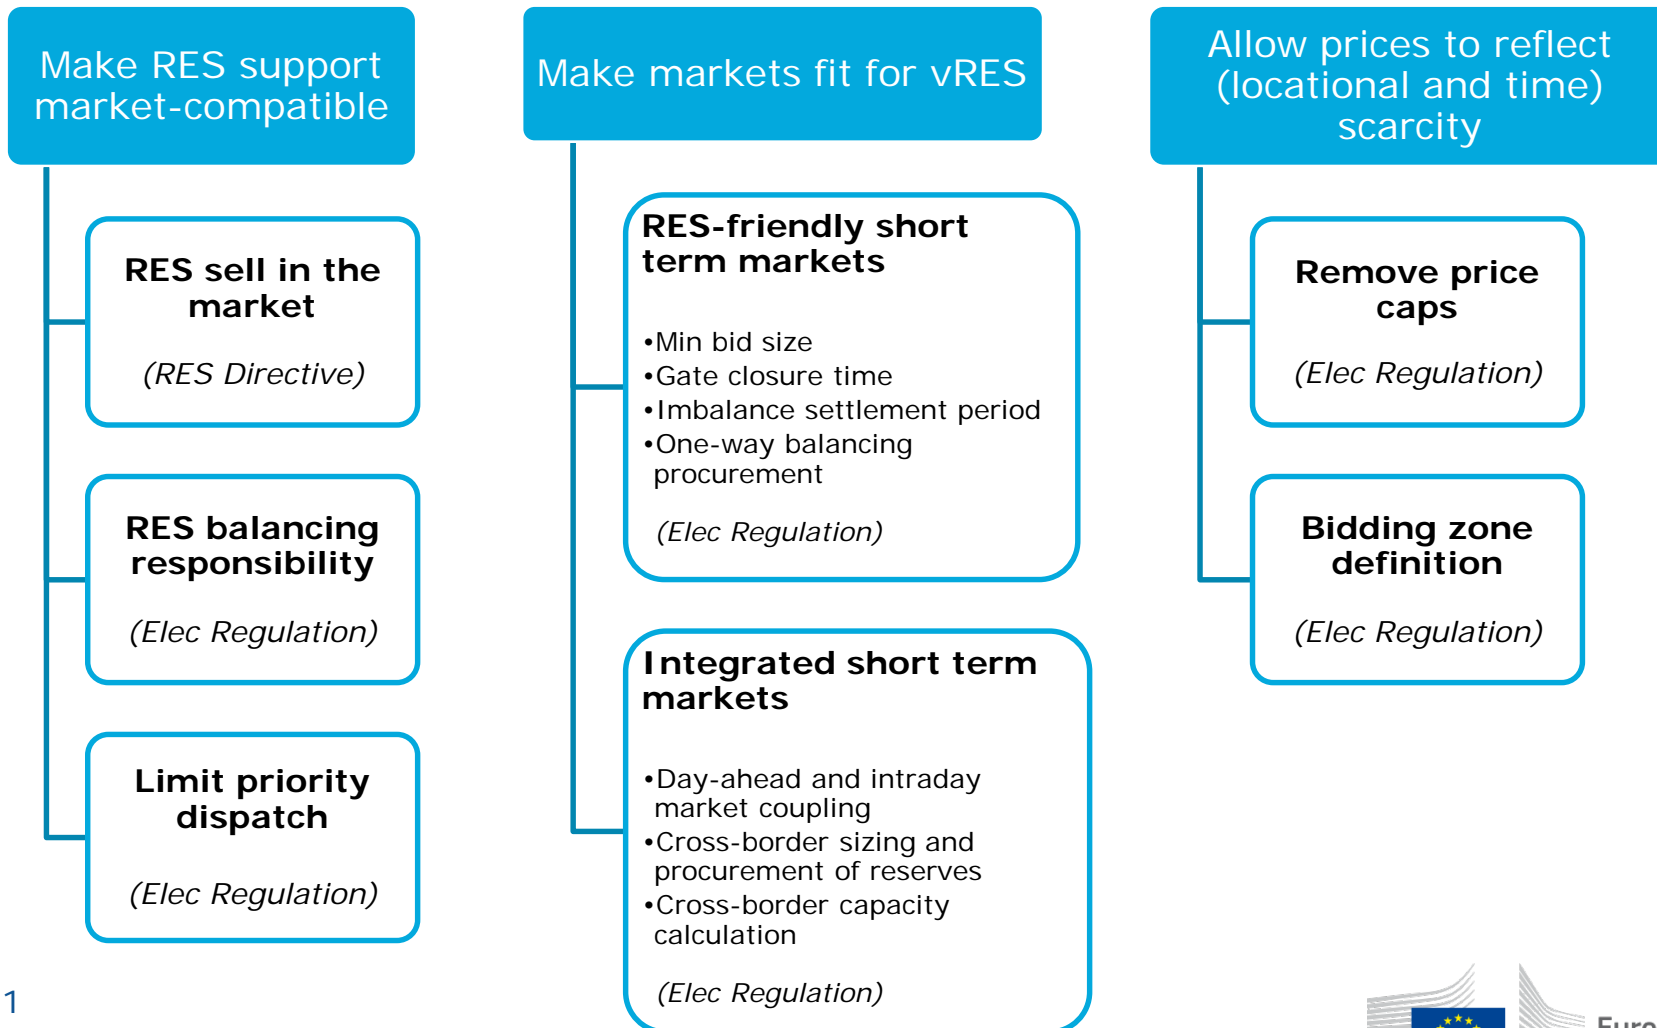 Make RES support
market-compatible
RES sell in the
market
(RES Directive)
RES balancing
responsibility
(Elec Regulation)
Limit priority
dispatch
(Elec Regulation)
Make markets fit for vRES
RES-friendly short
term markets
•Min bid size
•Gate closure time
•Imbalance settlement period
•One-way balancing
procurement
(Elec Regulation)
Integrated short term
markets
•Day-ahead and intraday
market coupling
•Cross-border sizing and
procurement of reserves
•Cross-border capacity
calculation
(Elec Regulation)
Allow prices to reflect
(locational and time)
scarcity
Remove price
caps
(Elec Regulation)
Bidding zone
definition
(Elec Regulation)
1